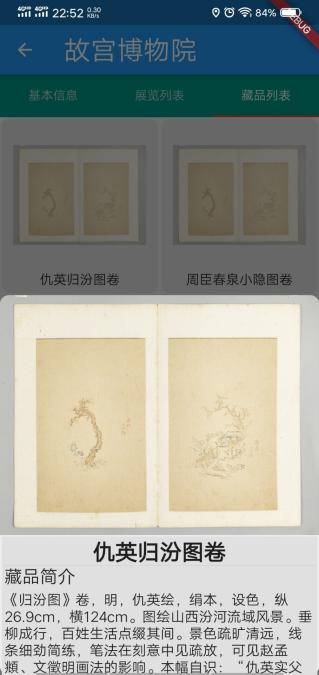 4G 4G 22:52 0.30 KB/s 84%
BUG
故宫博物院
基本信息 展览列表 藏品列表
仇英归汾图卷 周臣春泉小隐图卷
仇英归汾图卷
藏品简介
《归汾图》卷，明，仇英绘，绢本，设色，纵
26.9cm，横124cm。图绘山西汾河流域风景。垂
柳成行，百姓生活点缀其间。景色疏旷清远，线
条细劲简练，笔法在刻意中见疏放，可见赵孟
頫、文徵明画法的影响。本幅自识：“仇英实父